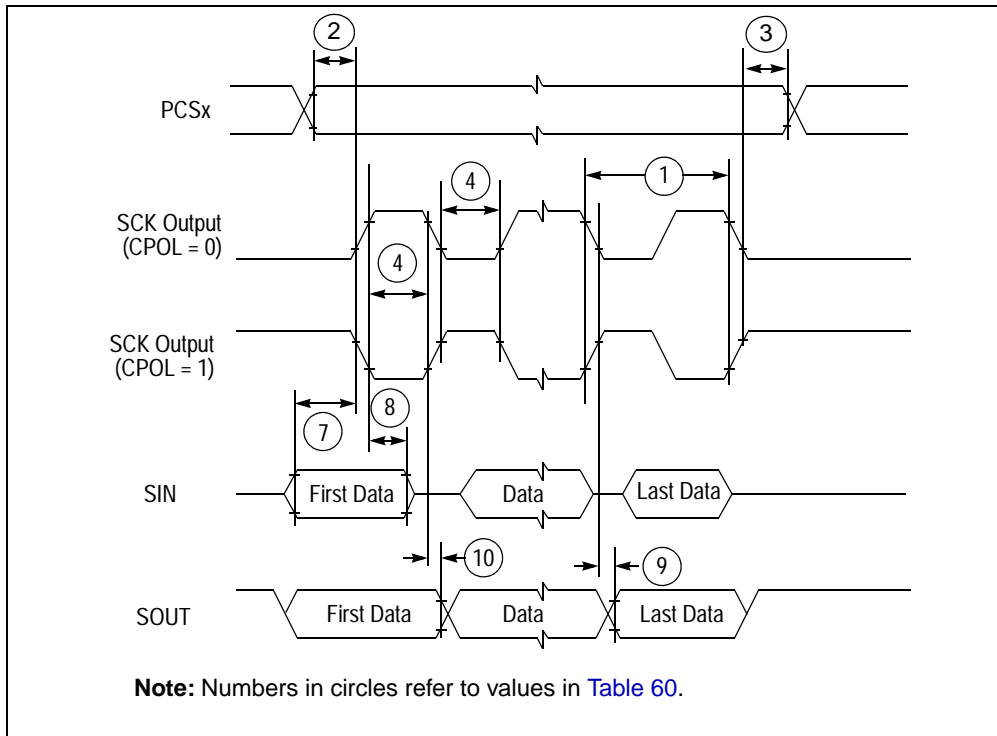 2
3
PCSx
4
1
SCK Output
(CPOL = 0)
4
SCK Output
(CPOL = 1)
8
7
SIN
First Data
Data
Last Data
10
9
SOUT
First Data
Data
Last Data
Note: Numbers in circles refer to values in Table 60.